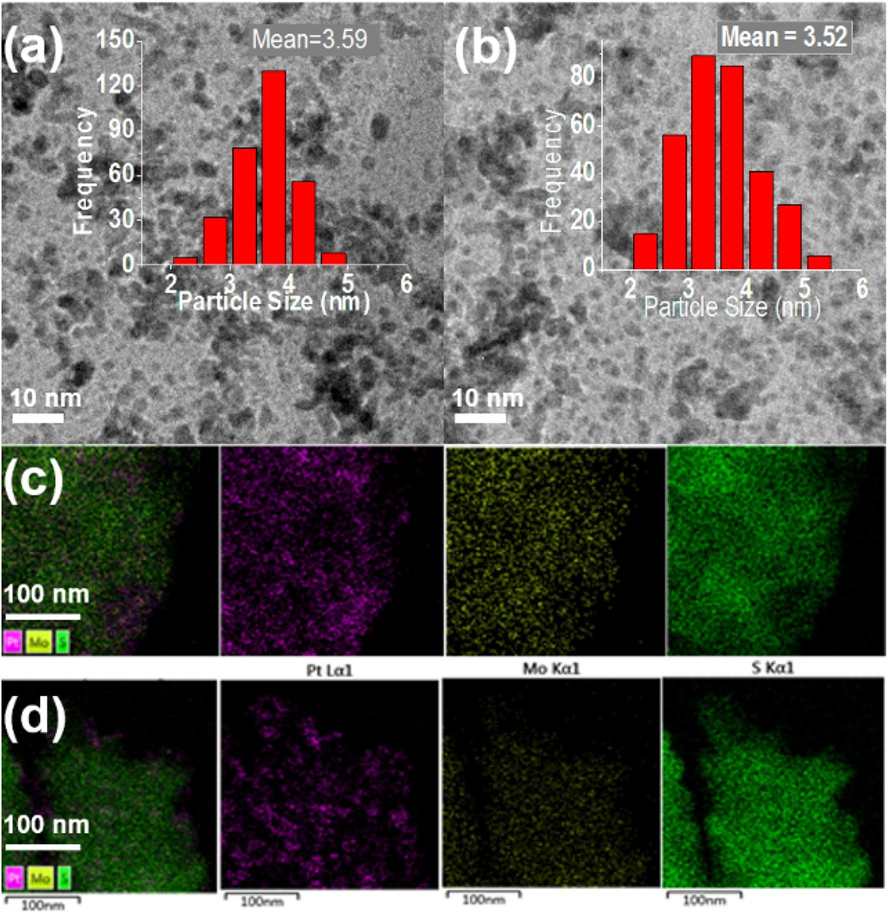 (a)
150
120
90
60
30
0
Frequency
Mean=3.59
2 3 4 5 6
Particle Size (nm)
10 nm
(b)
80
60
40
20
0
Frequency
Mean = 3.52
2 3 4 5 6
Particle Size (nm)
10 nm
(c)
100 nm
Pt Mo S
Pt Lα1 Mo Kα1 S Kα1
(d)
100 nm
Pt Mo S
100nm 100nm 100nm 100nm